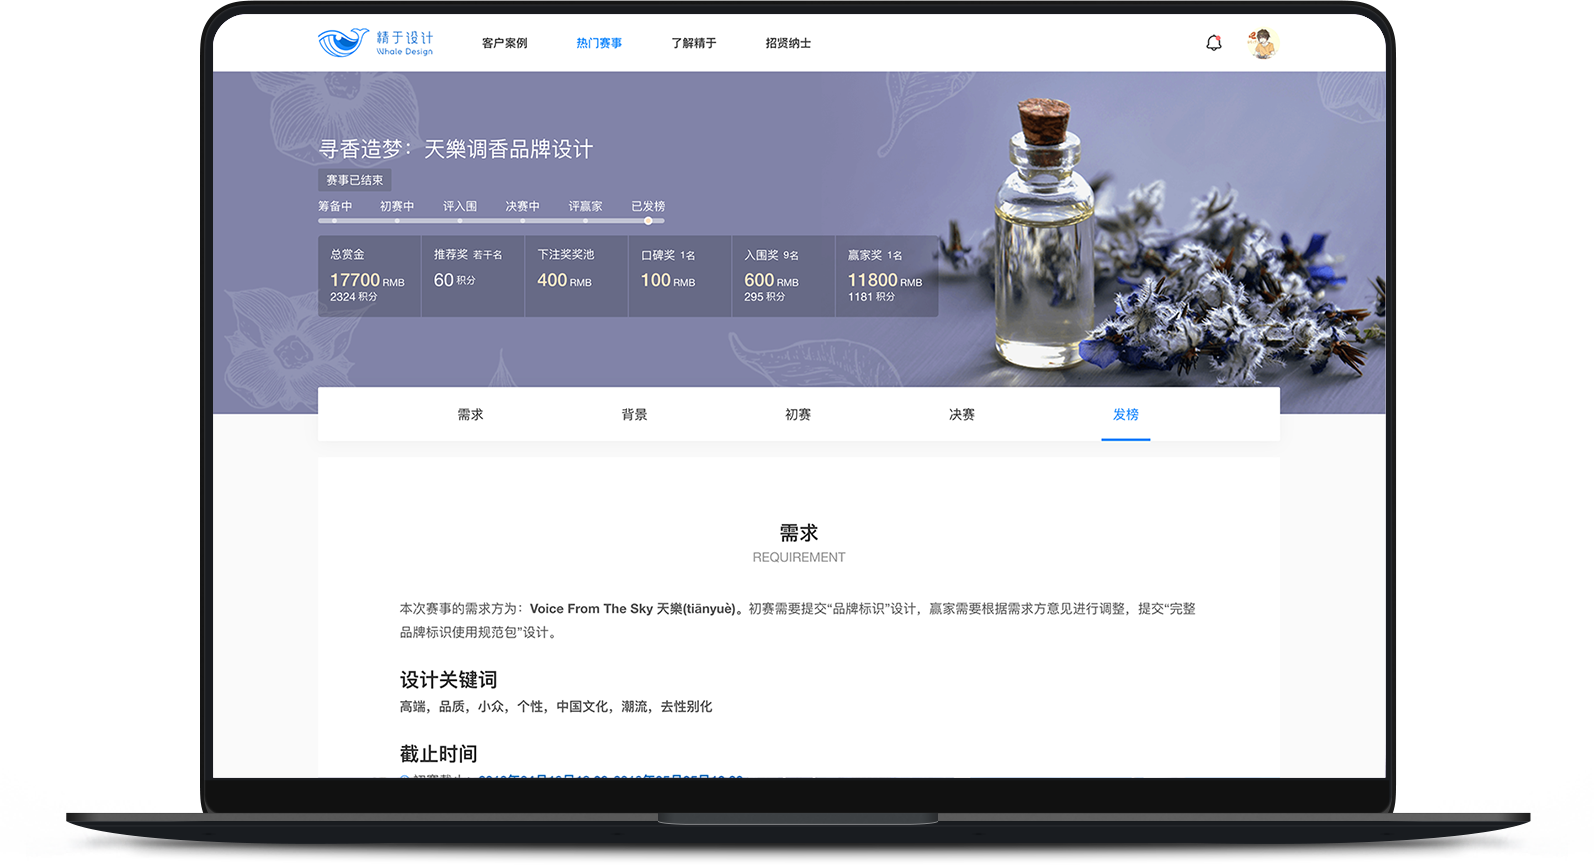 精于设计
Whale Design
客户案例
热门赛事
了解精于
招贤纳士
寻香造梦：天樂调香品牌设计
赛事已结束
筹备中 初赛中 评入围 决赛中 评赢家 已发榜
总赏金
17700 RMB
2324 积分
推荐奖 若干名
60 积分
下注奖奖池
400 RMB
口碑奖 1名
100 RMB
入围奖 9名
600 RMB
295 积分
赢家奖 1名
11800 RMB
1181 积分
需求 背景 初赛 决赛 发榜
需求
REQUIREMENT
本次赛事的需求方为：Voice From The Sky 天樂(tiānyuè)。初赛需要提交“品牌标识”设计，赢家需要根据需求方意见进行调整，提交“完整
品牌标识使用规范包”设计。
设计关键词
高端，品质，小众，个性，中国文化，潮流，去性别化
截止时间